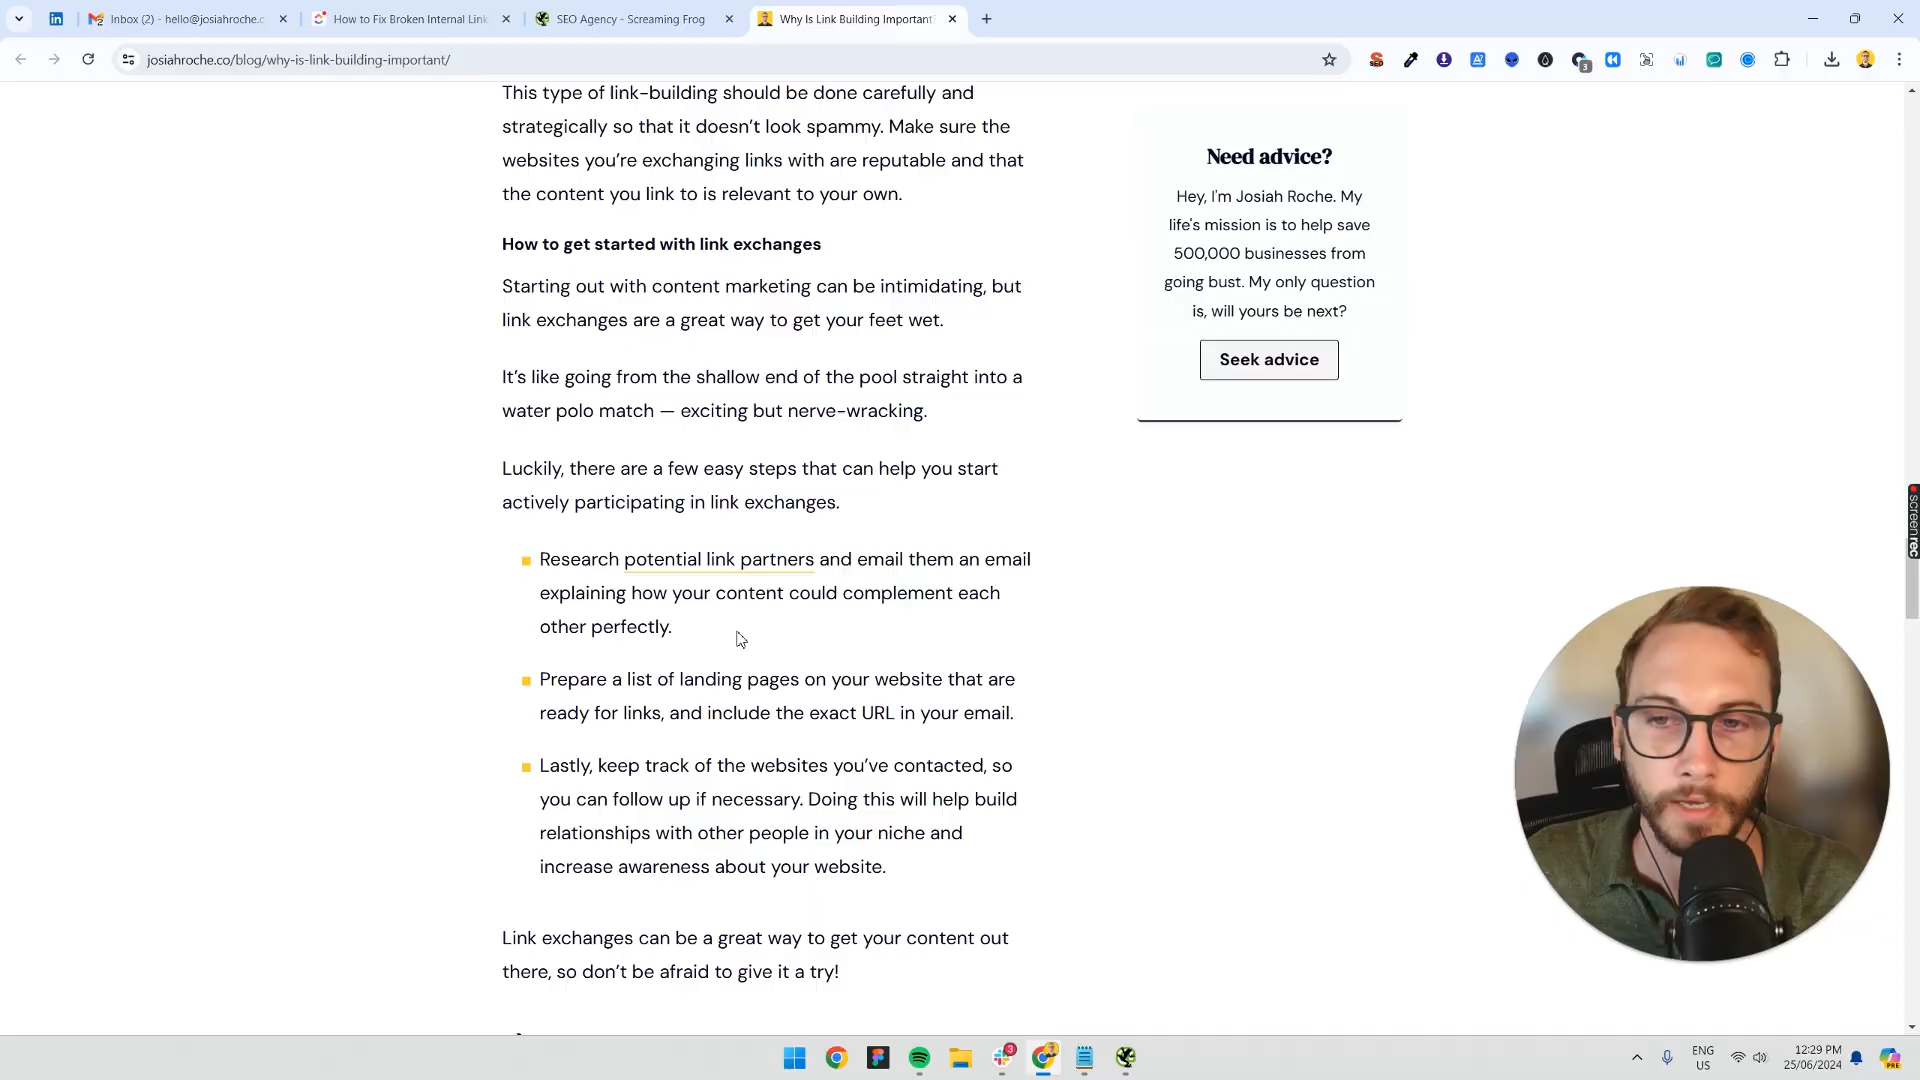 Inbox (2) - hello@josiahroche.c
How to Fix Broken Internal Link
SEO Agency - Screaming Frog
Why Is Link Building Important
josiahroche.co/blog/why-is-link-building-important/
This type of link-building should be done carefully and
strategically so that it doesn’t look spammy. Make sure the
websites you’re exchanging links with are reputable and that
the content you link to is relevant to your own.
How to get started with link exchanges
Starting out with content marketing can be intimidating, but
link exchanges are a great way to get your feet wet.
It’s like going from the shallow end of the pool straight into a
water polo match — exciting but nerve-wracking.
Luckily, there are a few easy steps that can help you start
actively participating in link exchanges.
Research potential link partners and email them an email
explaining how your content could complement each
other perfectly.
Prepare a list of landing pages on your website that are
ready for links, and include the exact URL in your email.
Lastly, keep track of the websites you’ve contacted, so
you can follow up if necessary. Doing this will help build
relationships with other people in your niche and
increase awareness about your website.
Link exchanges can be a great way to get your content out
there, so don’t be afraid to give it a try!
Need advice?
Hey, I'm Josiah Roche. My
life's mission is to help save
500,000 businesses from
going bust. My only question
is, will yours be next?
Seek advice
screenrec
3
3
ENG
US
12:29 PM
25/06/2024
PRE